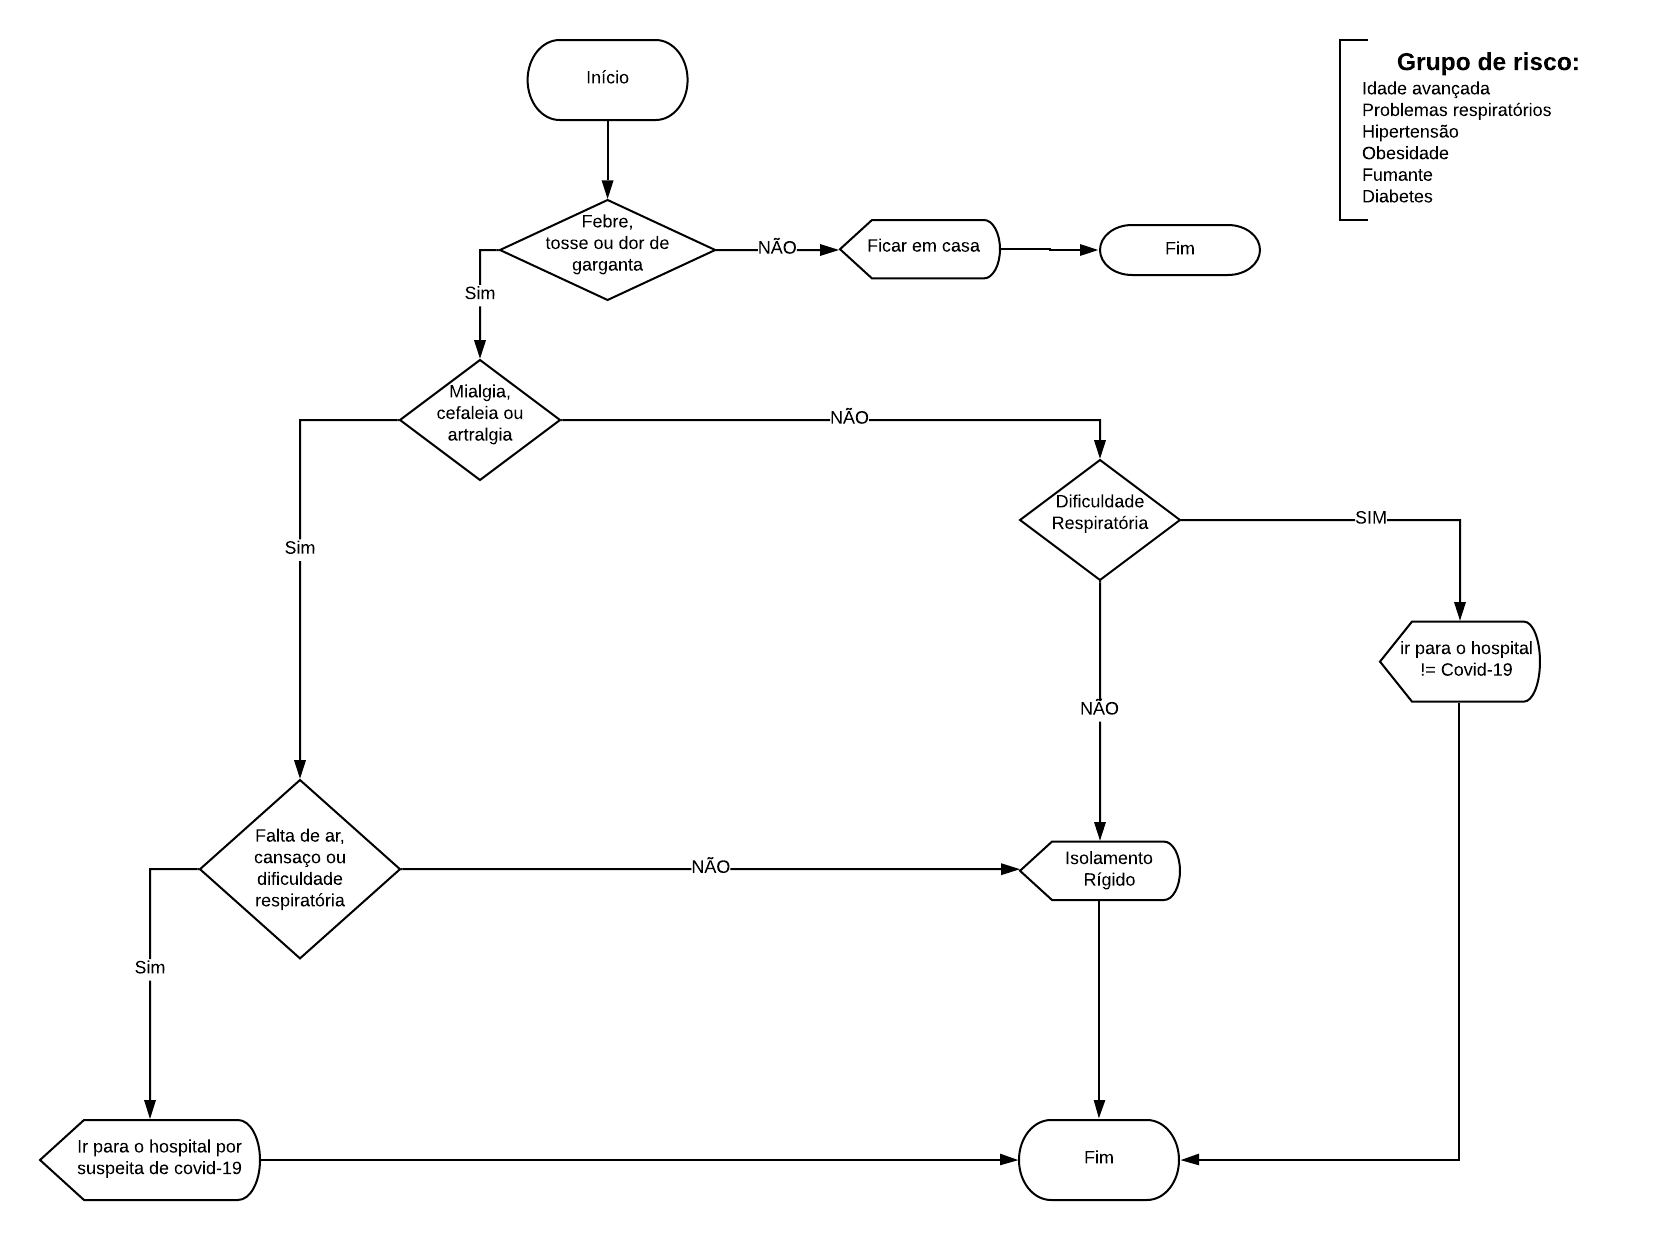 Início
Grupo de risco:
Idade avançada
Problemas respiratórios
Hipertensão
Obesidade
Fumante
Diabetes
Febre,
tosse ou dor de
garganta
NÃO
Ficar em casa
Fim
Sim
Mialgia,
cefaleia ou
artralgia
NÃO
Dificuldade
Respiratória
SIM
Sim
ir para o hospital
!= Covid-19
NÃO
Falta de ar,
cansaço ou
dificuldade
respiratória
NÃO
Isolamento
Rígido
Sim
Ir para o hospital por
suspeita de covid-19
Fim